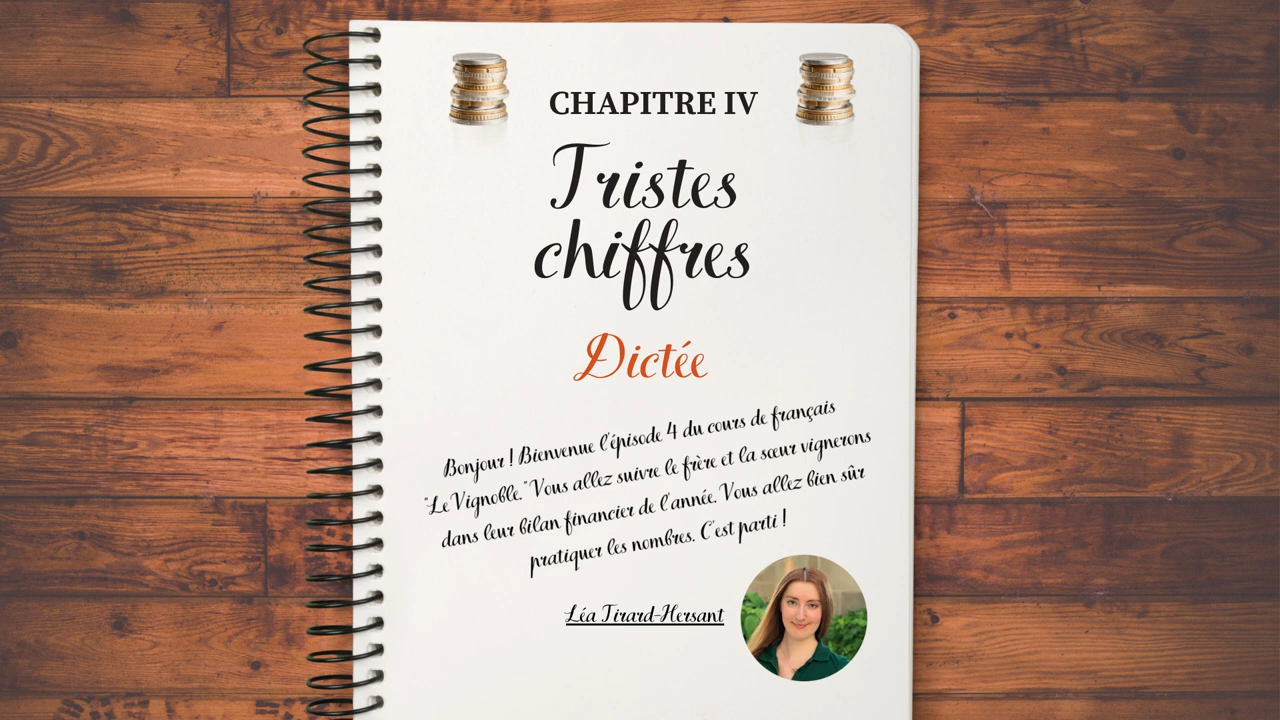 CHAPITRE IV
Tristes
chiffres
Dictée
Bonjour ! Bienvenue l'épisode 4 du cours de français
"Le Vignoble." Vous allez suivre le frère et la sœur vignerons
dans leur bilan financier de l'année. Vous allez bien sûr
pratiquer les nombres. C'est parti !
Léa Tirard-Hersant